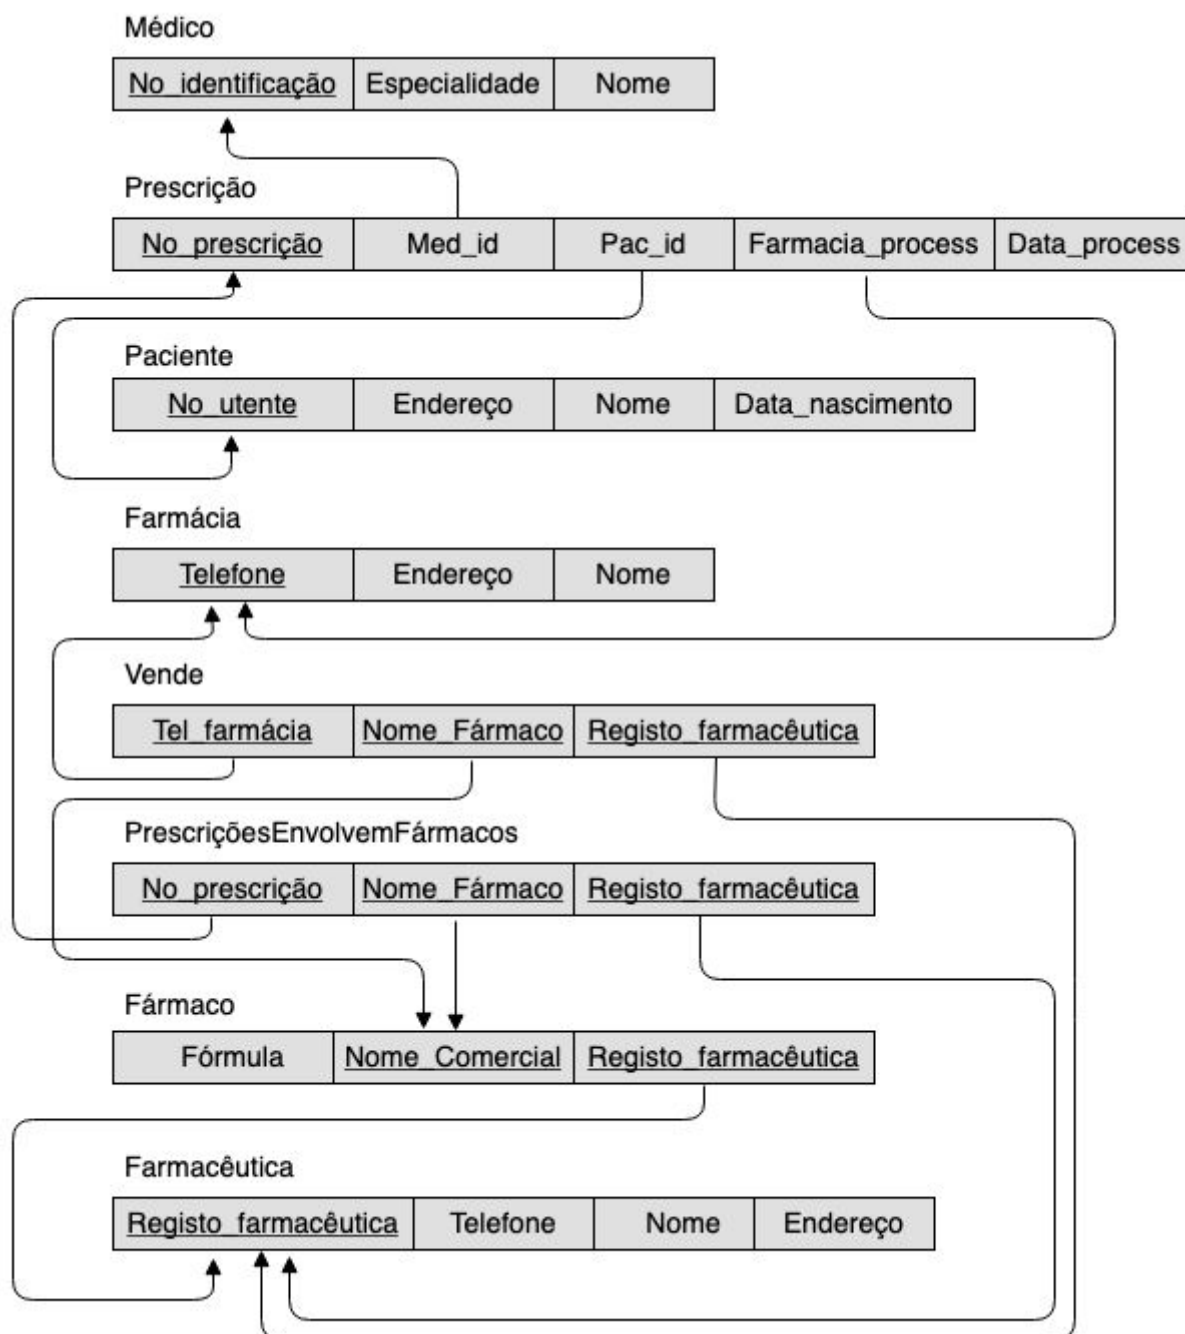 Médico
No_identificação Especialidade Nome
Prescrição
No_prescrição Med_id Pac_id Farmacia_process Data_process
Paciente
No_utente Endereço Nome Data_nascimento
Farmácia
Telefone Endereço Nome
Vende
Tel_farmácia Nome_Fármaco Registo_farmacêutica
PrescriçõesEnvolvemFármacos
No_prescrição Nome_Fármaco Registo_farmacêutica
Fármaco
Fórmula Nome_Comercial Registo_farmacêutica
Farmacêutica
Registo_farmacêutica Telefone Nome Endereço